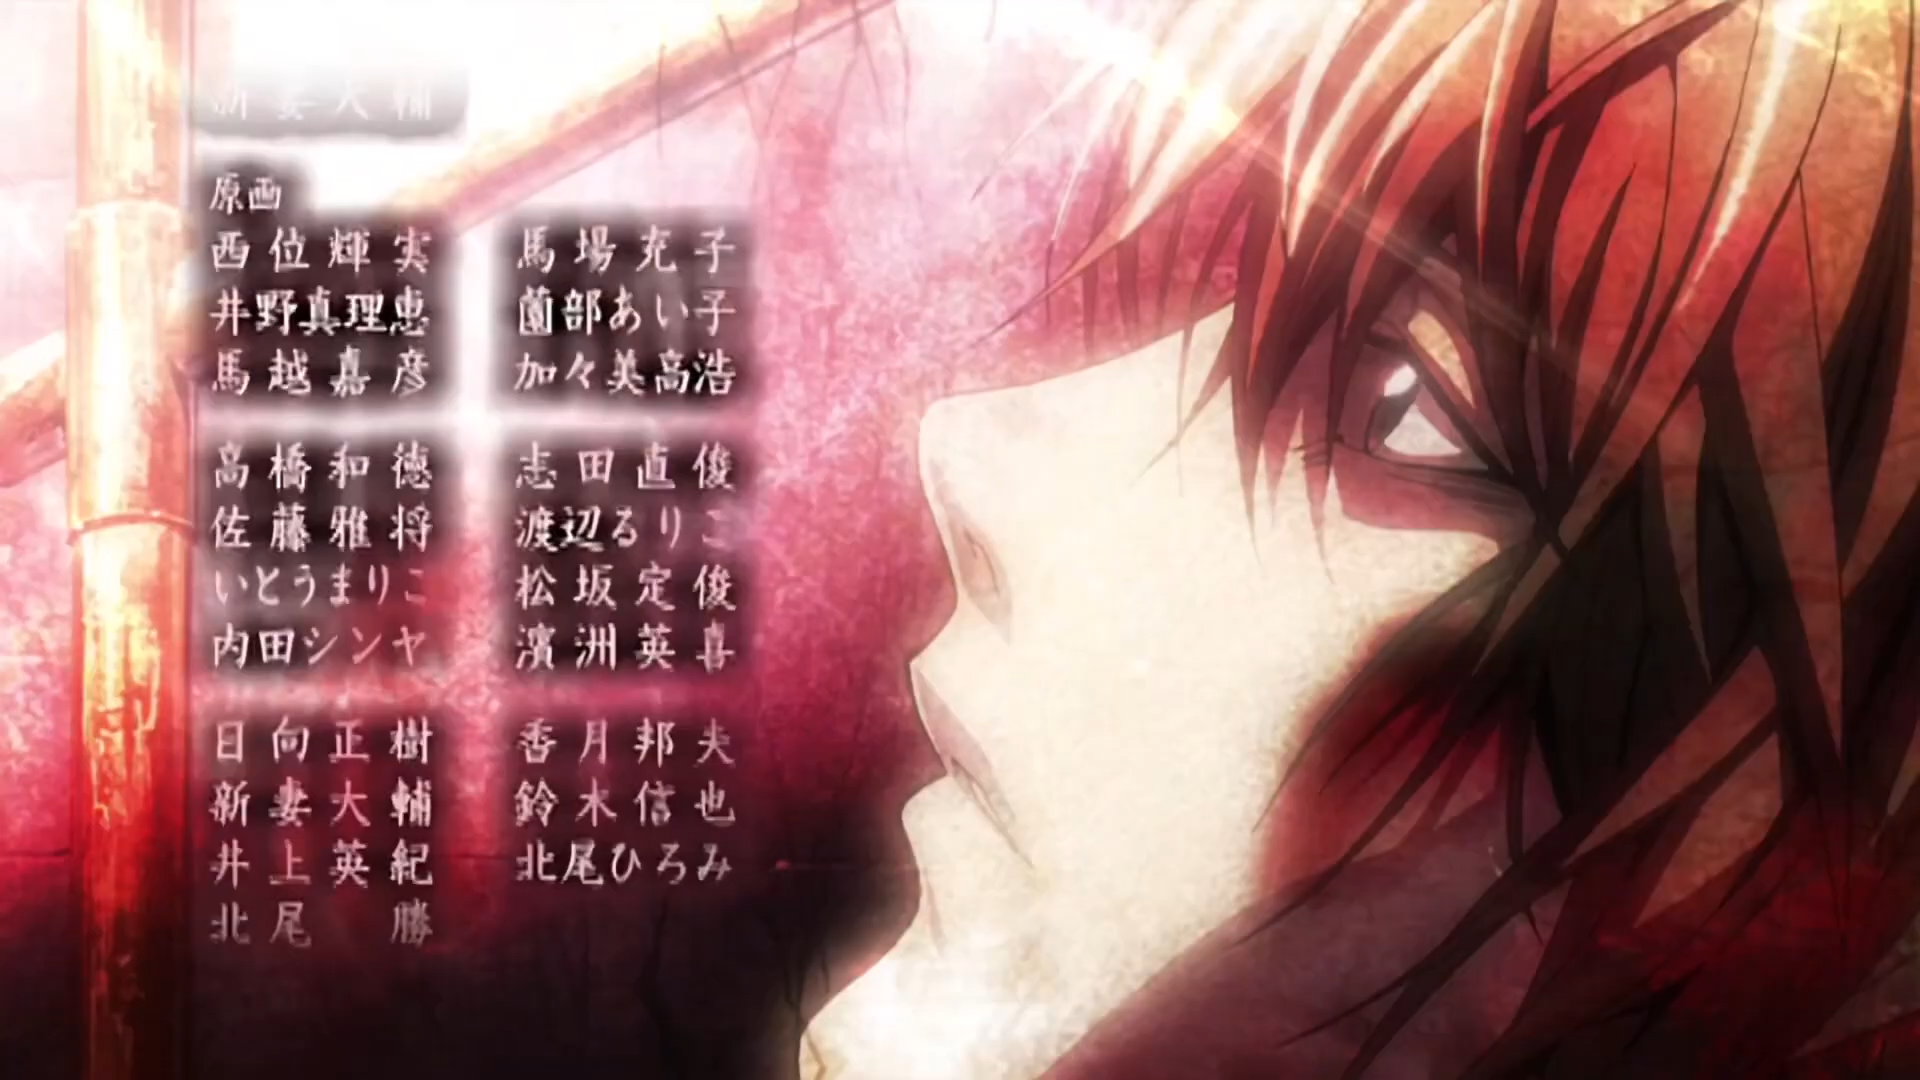 新妻大輔
原画
西位輝実 馬場充子
井野真理恵 薗部あい子
馬越嘉彦 加々美高浩
高橋和徳 志田直俊
佐藤雅将 渡辺るりこ
いとうまりこ 松坂定俊
内田シンヤ 濱洲英喜
日向正樹 香月邦夫
新妻大輔 鈴木信也
井上英紀 北尾ひろみ
北尾 勝